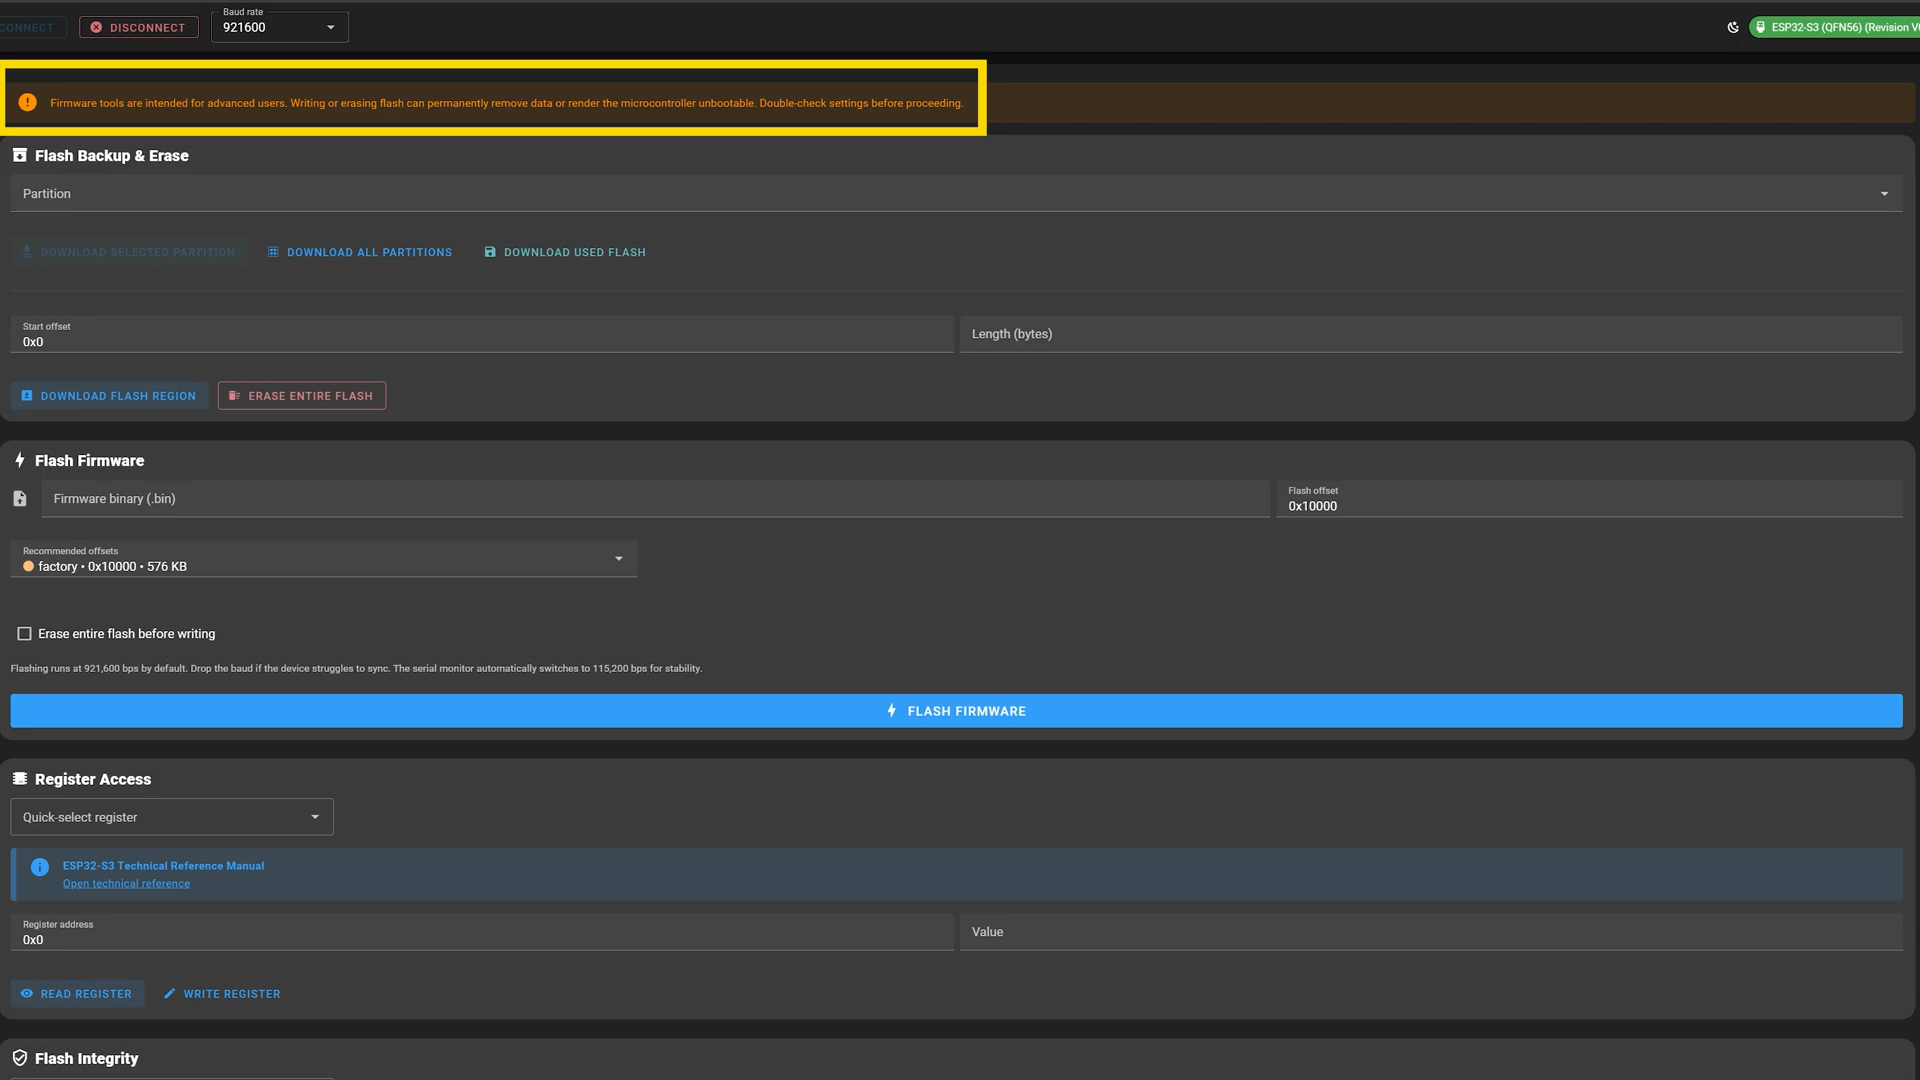 CONNECT
DISCONNECT
Baud rate
921600
ESP32-S3 (QFN56) (Revision
Firmware tools are intended for advanced users. Writing or erasing flash can permanently remove data or render the microcontroller unbootable. Double-check settings before proceeding.
Flash Backup & Erase
Partition
DOWNLOAD SELECTED PARTITION
DOWNLOAD ALL PARTITIONS
DOWNLOAD USED FLASH
Start offset
0x0
Length (bytes)
DOWNLOAD FLASH REGION
ERASE ENTIRE FLASH
Flash Firmware
Firmware binary (.bin)
Flash offset
0x10000
Recommended offsets
factory • 0x10000 • 576 KB
Erase entire flash before writing
Flashing runs at 921,600 bps by default. Drop the baud if the device struggles to sync. The serial monitor automatically switches to 115,200 bps for stability.
FLASH FIRMWARE
Register Access
Quick-select register
ESP32-S3 Technical Reference Manual
Open technical reference
Register address
0x0
Value
READ REGISTER
WRITE REGISTER
Flash Integrity